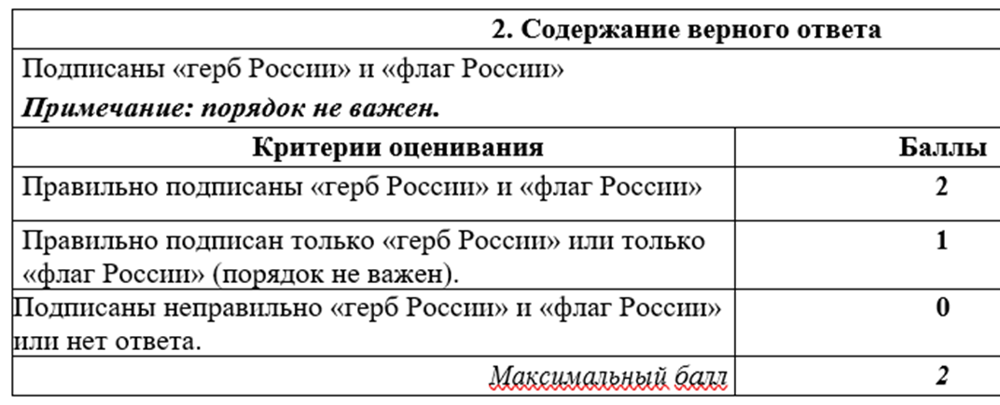 2. Содержание верного ответа
Подписаны «герб России» и «флаг России»
Примечание: порядок не важен.
Критерии оценивания Баллы
Правильно подписаны «герб России» и «флаг России» 2
Правильно подписан только «герб России» или только 1
«флаг России» (порядок не важен).
Подписаны неправильно «герб России» и «флаг России» 0
или нет ответа.
Максимальный балл 2